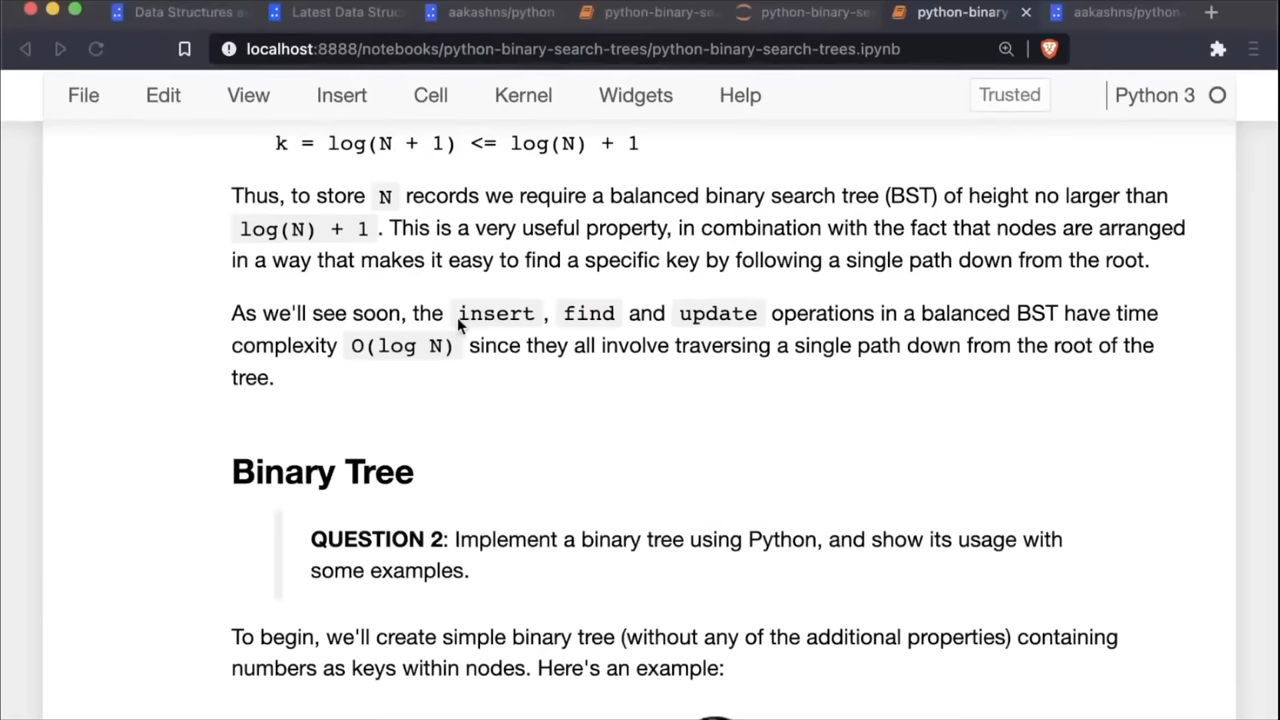 Data Structures a
Latest Data Struc
aakashns/python
python-binary-se
python-binary-se
python-binary
aakashns/python
localhost:8888/notebooks/python-binary-search-trees/python-binary-search-trees.ipynb
File Edit View Insert Cell Kernel Widgets Help Trusted Python 3
k = log(N + 1) <= log(N) + 1
Thus, to store N records we require a balanced binary search tree (BST) of height no larger than
log(N) + 1 . This is a very useful property, in combination with the fact that nodes are arranged
in a way that makes it easy to find a specific key by following a single path down from the root.
As we'll see soon, the insert , find and update operations in a balanced BST have time
complexity O(log N) since they all involve traversing a single path down from the root of the
tree.
Binary Tree
QUESTION 2: Implement a binary tree using Python, and show its usage with
some examples.
To begin, we'll create simple binary tree (without any of the additional properties) containing
numbers as keys within nodes. Here's an example: